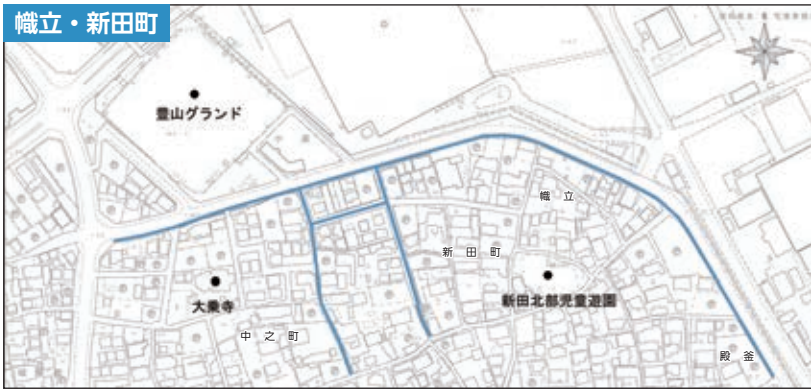 幟立・新田町
豊山グランド
幟 立
新 田 町
新田北部児童遊園
大乗寺
中 之 町
殿 釜